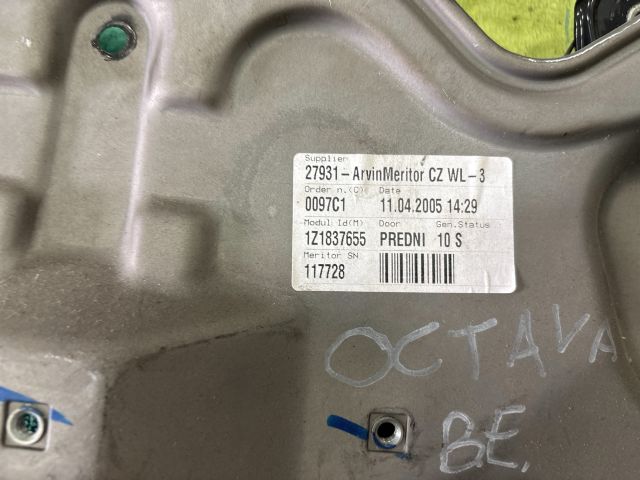 Supplier
27931-ArvinMeritor CZ WL-3
Order n.(C) Date
0097C1 11.04.2005 14:29
Modul Id(M) Door Gen.Status
1Z1837655 PREDNI 10 S
Meritor SN
117728
OCTAVA
B.E.